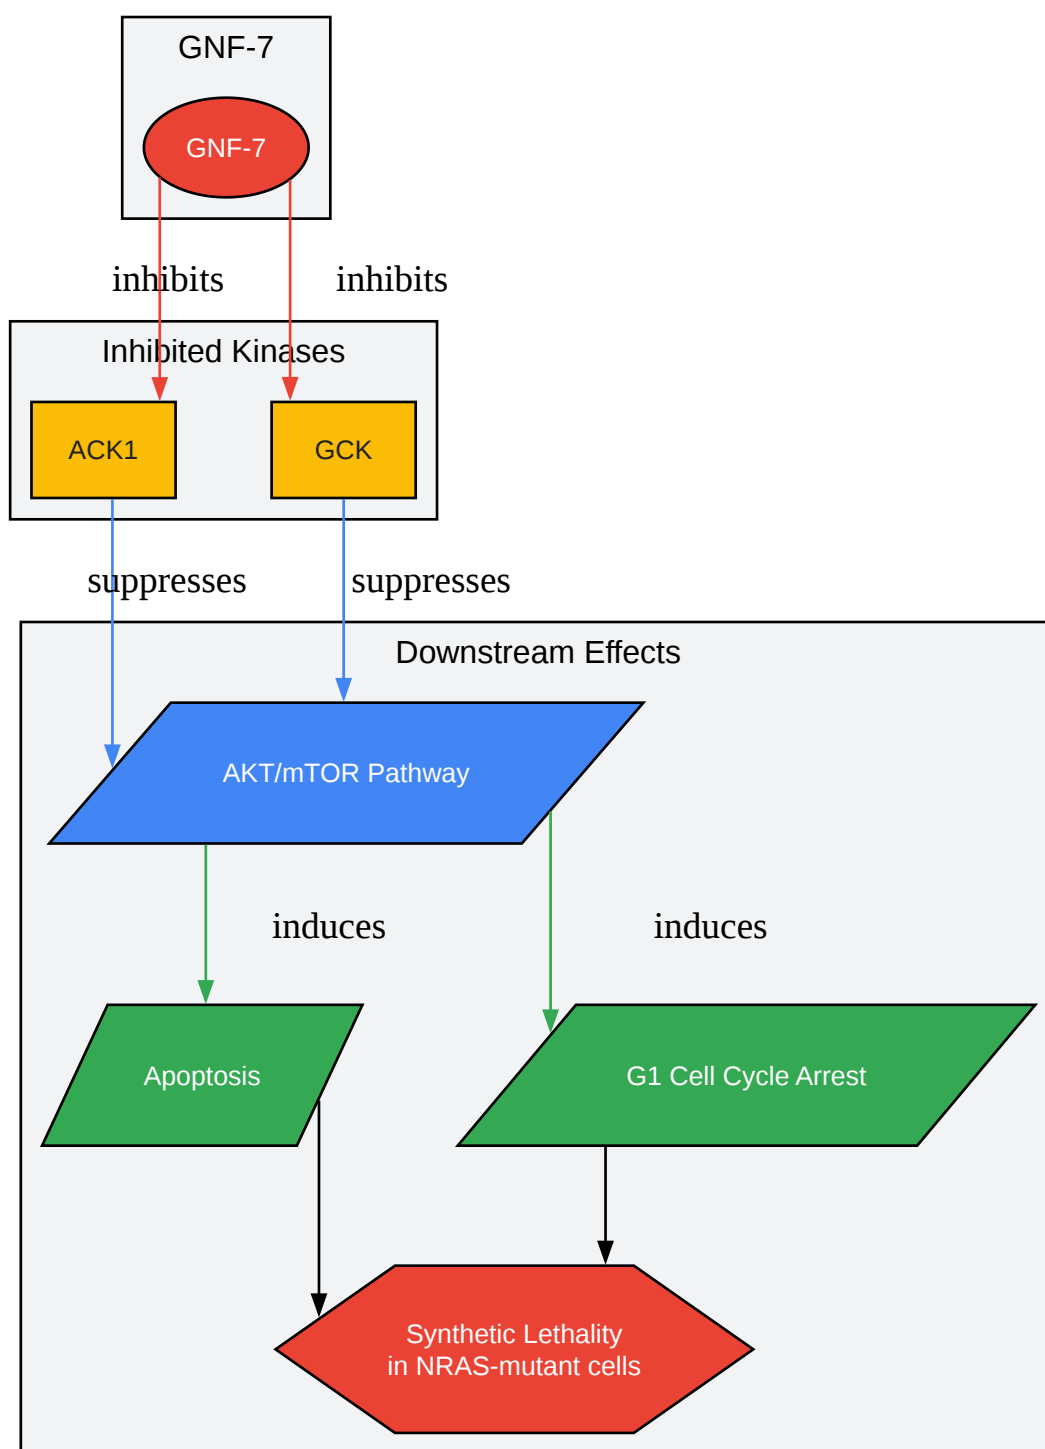 GNF-7
GNF-7
inhibits
inhibits
Inhibited Kinases
ACK1
GCK
suppresses
suppresses
Downstream Effects
AKT/mTOR Pathway
induces
induces
Apoptosis
G1 Cell Cycle Arrest
Synthetic Lethality
in NRAS-mutant cells